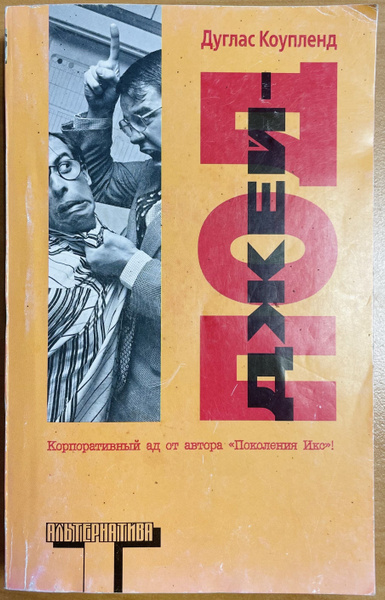 Дуглас Коупленд
ДЖЕЙ-
ПОД
Корпоративный ад от автора «Поколения Икс»!
АЛЬТЕРНАТИВА